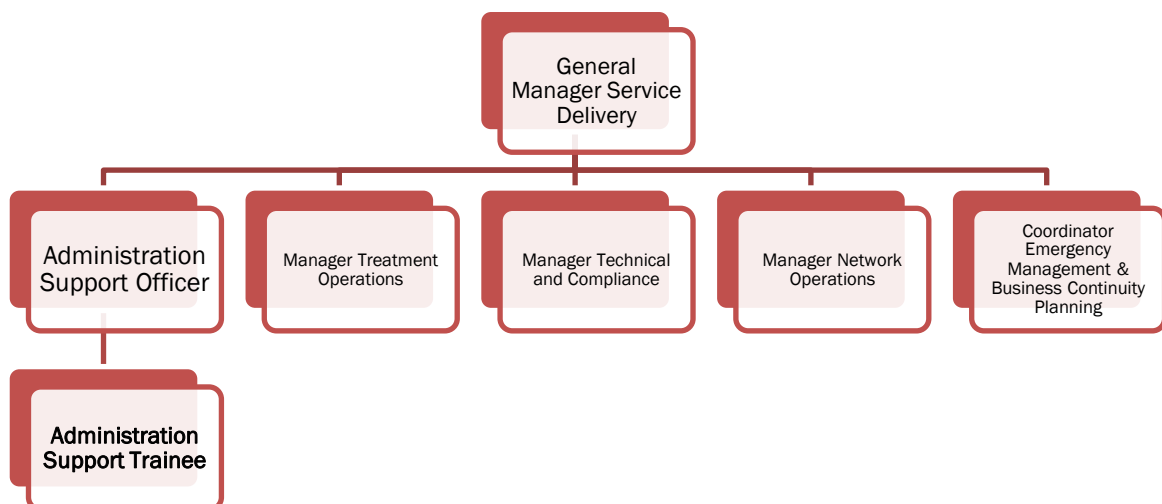 General
Manager Service
Delivery
Administration
Support Officer
Manager Treatment
Operations
Manager Technical
and Compliance
Manager Network
Operations
Coordinator
Emergency
Management &
Business Continuity
Planning
Administration
Support Trainee